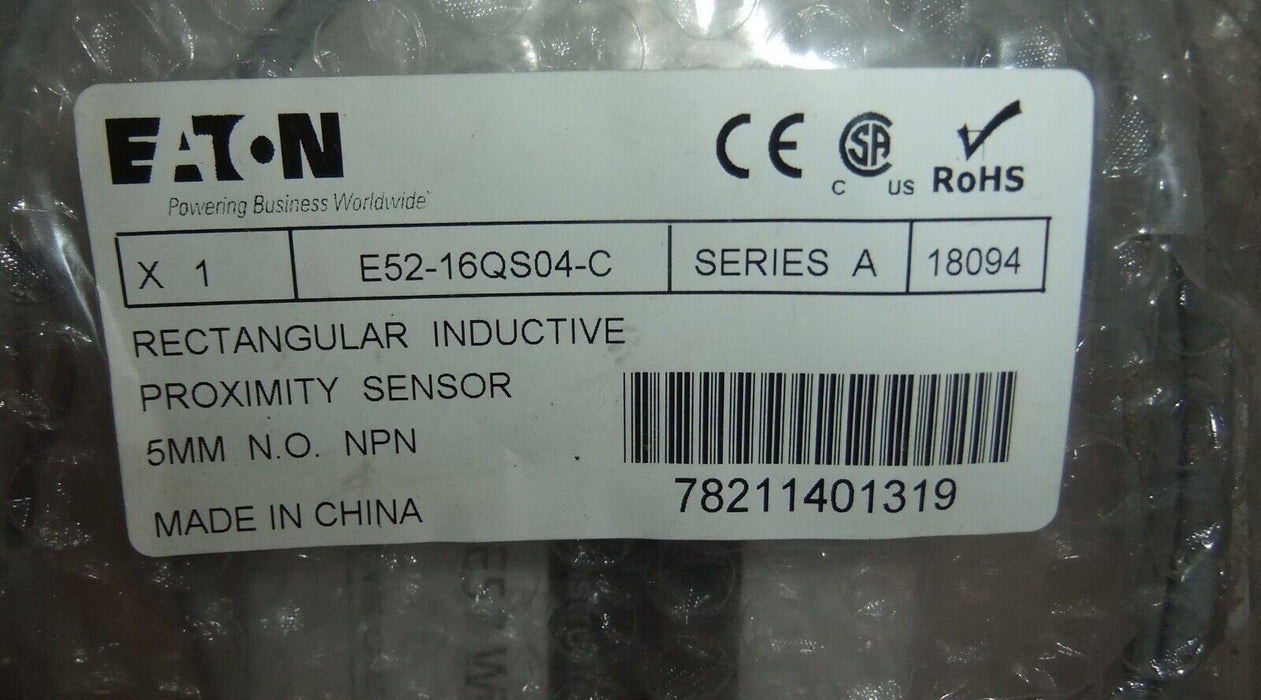 EATON
Powering Business Worldwide
CE
C SA US
RoHS
X 1 E52-16QS04-C SERIES A 18094
RECTANGULAR INDUCTIVE
PROXIMITY SENSOR
5MM N.O. NPN
MADE IN CHINA
78211401319